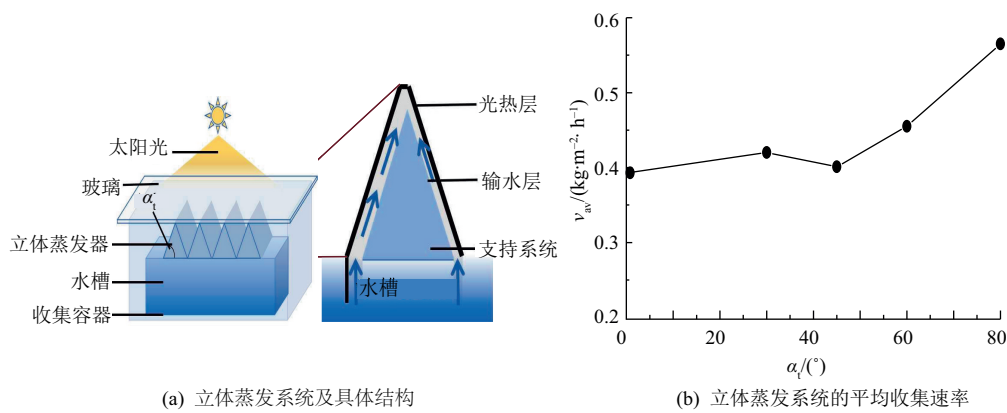 太阳光
玻璃
α_t
立体蒸发器
水槽
收集容器
光热层
输水层
支持系统
水槽
(a) 立体蒸发系统及具体结构
v_av/(kg·m⁻²·h⁻¹)
0.6
0.5
0.4
0.3
0.2
0 20 40 60 80
α_t/(°)
(b) 立体蒸发系统的平均收集速率